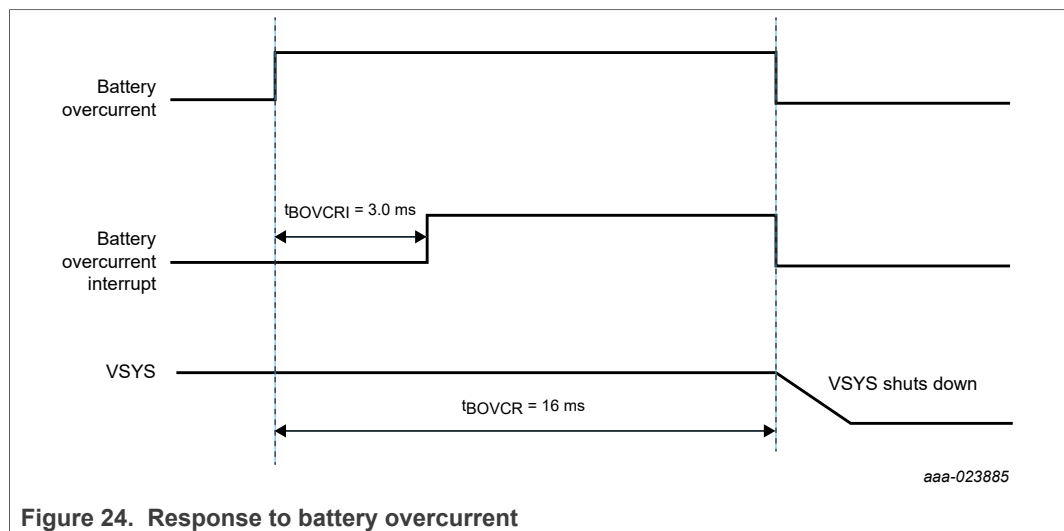 Battery
overcurrent
tBOVCRI = 3.0 ms
Battery
overcurrent
interrupt
VSYS
VSYS shuts down
tBOVCR = 16 ms
aaa-023885
Figure 24. Response to battery overcurrent